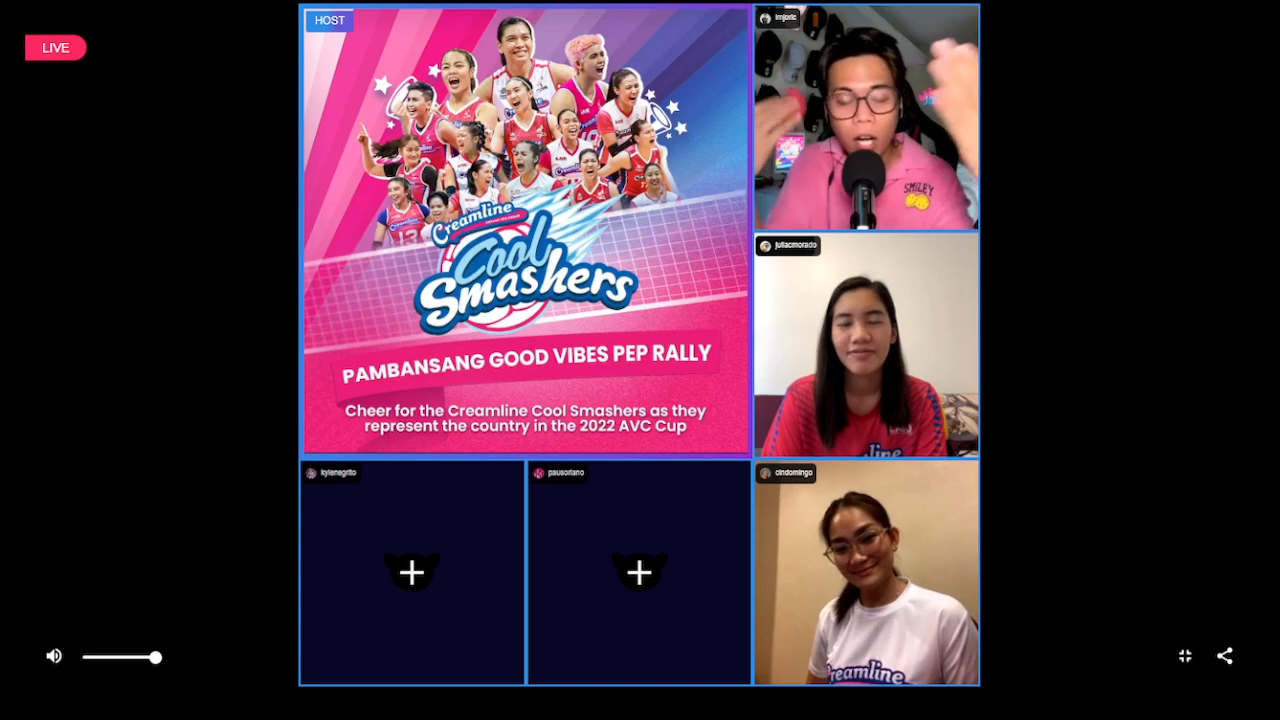 LIVE
HOST
Creamline
Cool
Smashers
PAMBANSANG GOOD VIBES PEP RALLY
Cheer for the Creamline Cool Smashers as they
represent the country in the 2022 AVC Cup
imjoric
SMILEY
juliacmorado
kylenegrito
pausoriano
cindomingo
reamline